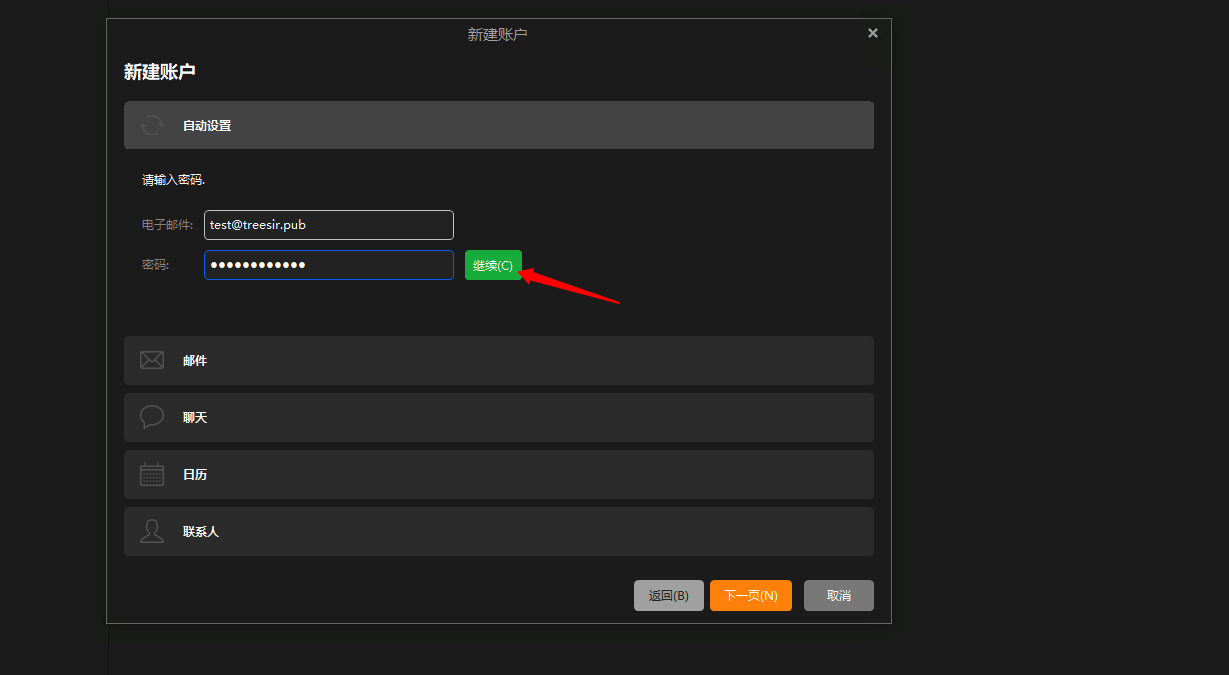 新建账户
新建账户
自动设置
请输入密码.
电子邮件: test@treesir.pub
密码: ●●●●●●●●●●●● 继续(C)
邮件
聊天
日历
联系人
返回(B) 下一页(N) 取消